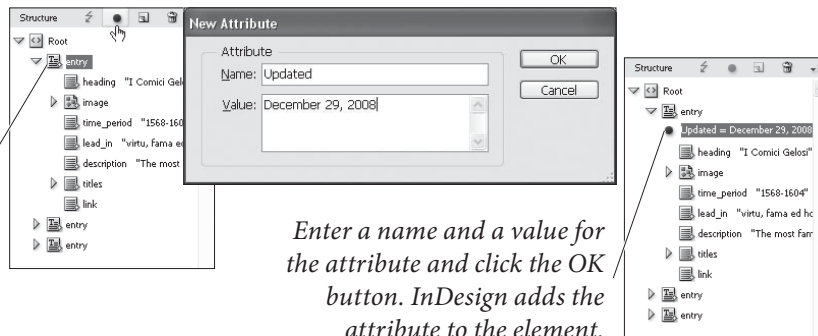 Structure
Root
entry
heading "I Comici Gel
image
time_period "1568-160
lead_in "virtu, fama e
description "The most
titles
link
entry
entry
New Attribute
Attribute
Name: Updated
Value: December 29, 2008
OK
Cancel
Enter a name and a value for
the attribute and click the OK
button. InDesign adds the
attribute to the element.
Structure
Root
entry
Updated = December 29, 2008
heading "I Comici Gelosi"
image
time_period "1568-1604"
lead_in "virtu, fama ed ho
description "The most fam
titles
link
entry
entry